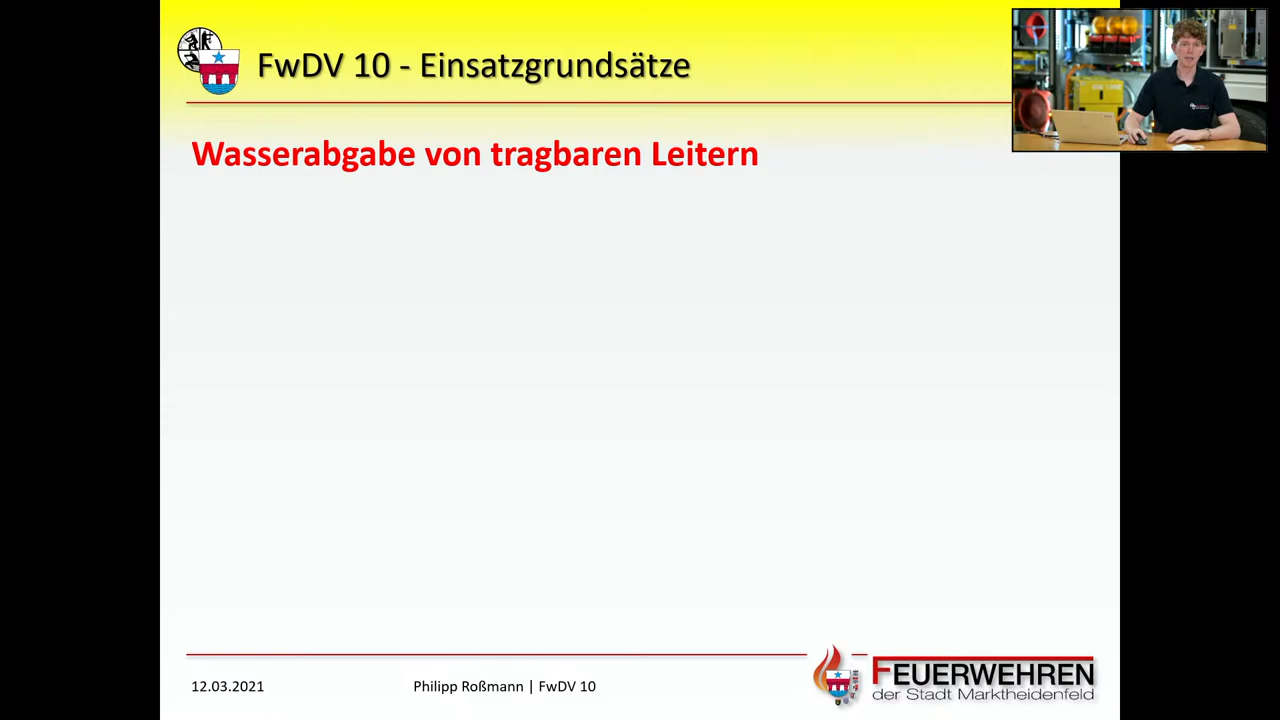 FwDV 10 - Einsatzgrundsätze
Wasserabgabe von tragbaren Leitern
12.03.2021
Philipp Roßmann | FwDV 10
FEUERWEHREN
der Stadt Marktheidenfeld